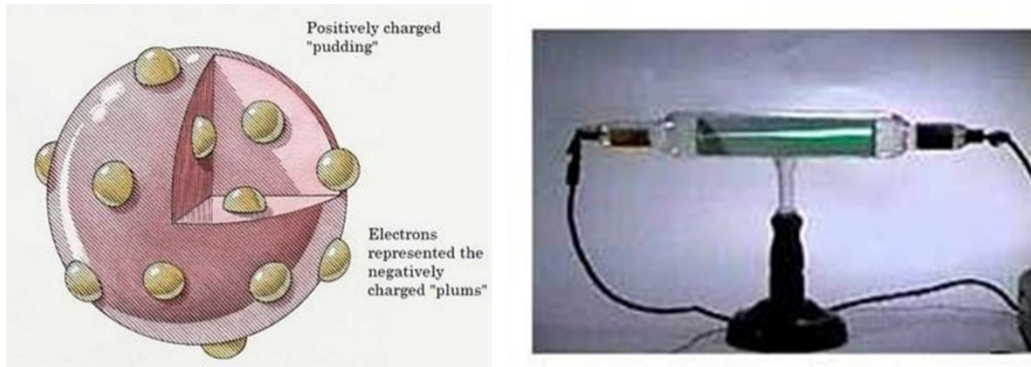 Positively charged
"pudding"
Electrons
represented the
negatively
charged "plums"